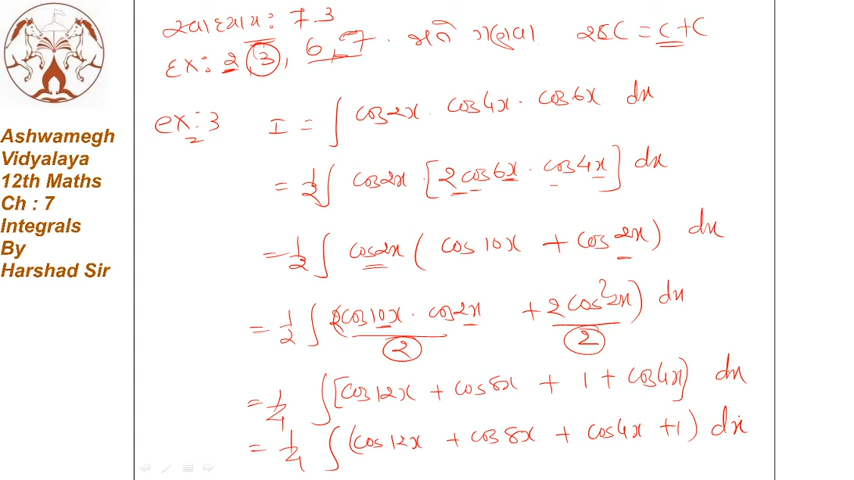 સ્વાધ્યાય: 7.3
Ex: 2, 3, 6, 7. અને ગણવા 2SC = C + C
Ashwamegh
Vidyalaya
12th Maths
Ch : 7
Integrals
By
Harshad Sir
ex: 3 I = ∫ cos2x · cos4x · cos6x dx
= 1/2 ∫ cos2x · [2cos6x · cos4x] dx
= 1/2 ∫ cos2x (cos10x + cos2x) dx
= 1/2 ∫ (2cos10x · cos2x / 2 + 2cos²2x / 2) dx
= 1/4 ∫ [cos12x + cos8x + 1 + cos4x] dx
= 1/4 ∫ (cos12x + cos8x + cos4x + 1) dx